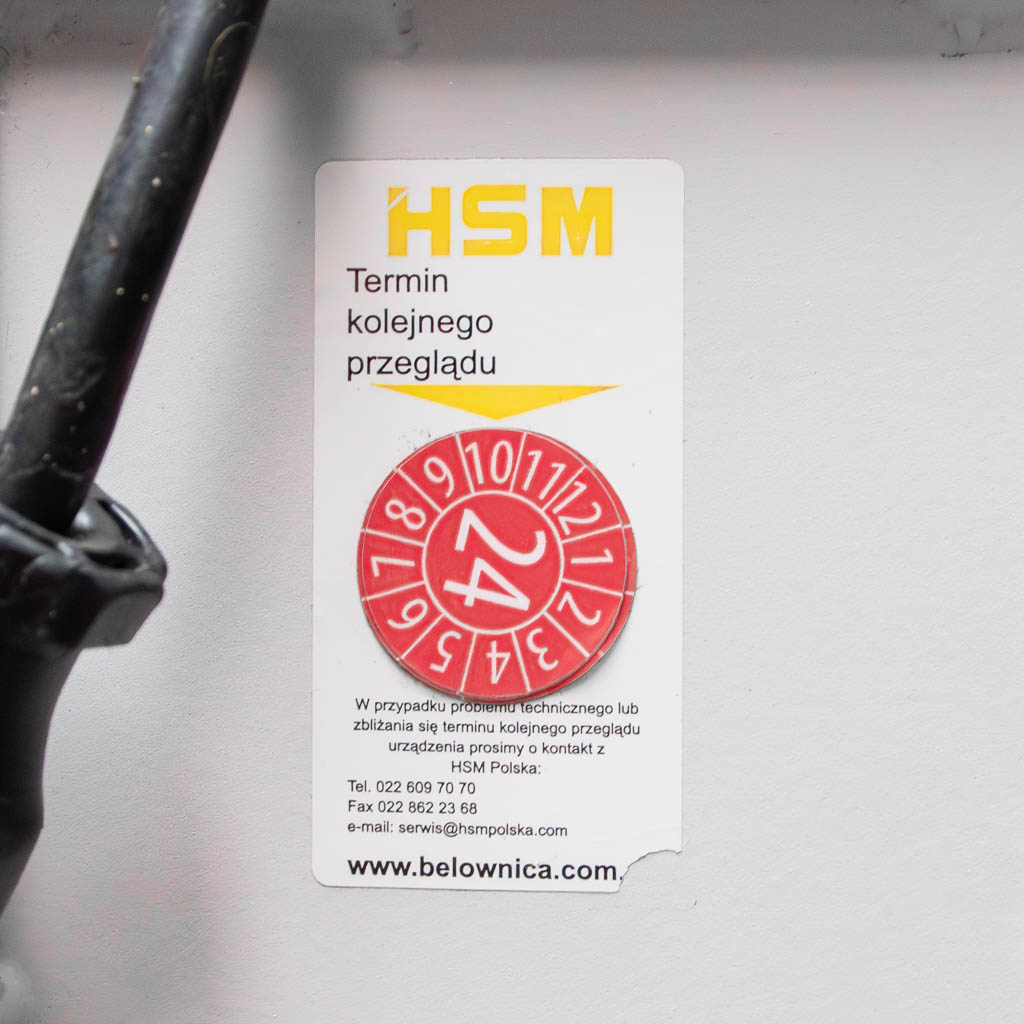 HSM
Termin
kolejnego
przeglądu
10
11
12
1
2
3
4
5
6
7
8
9
24
W przypadku problemu technicznego lub
zbliżania się terminu kolejnego przeglądu
urządzenia prosimy o kontakt z
HSM Polska:
Tel. 022 609 70 70
Fax 022 862 23 68
e-mail: serwis@hsmpolska.com
www.belownica.com.